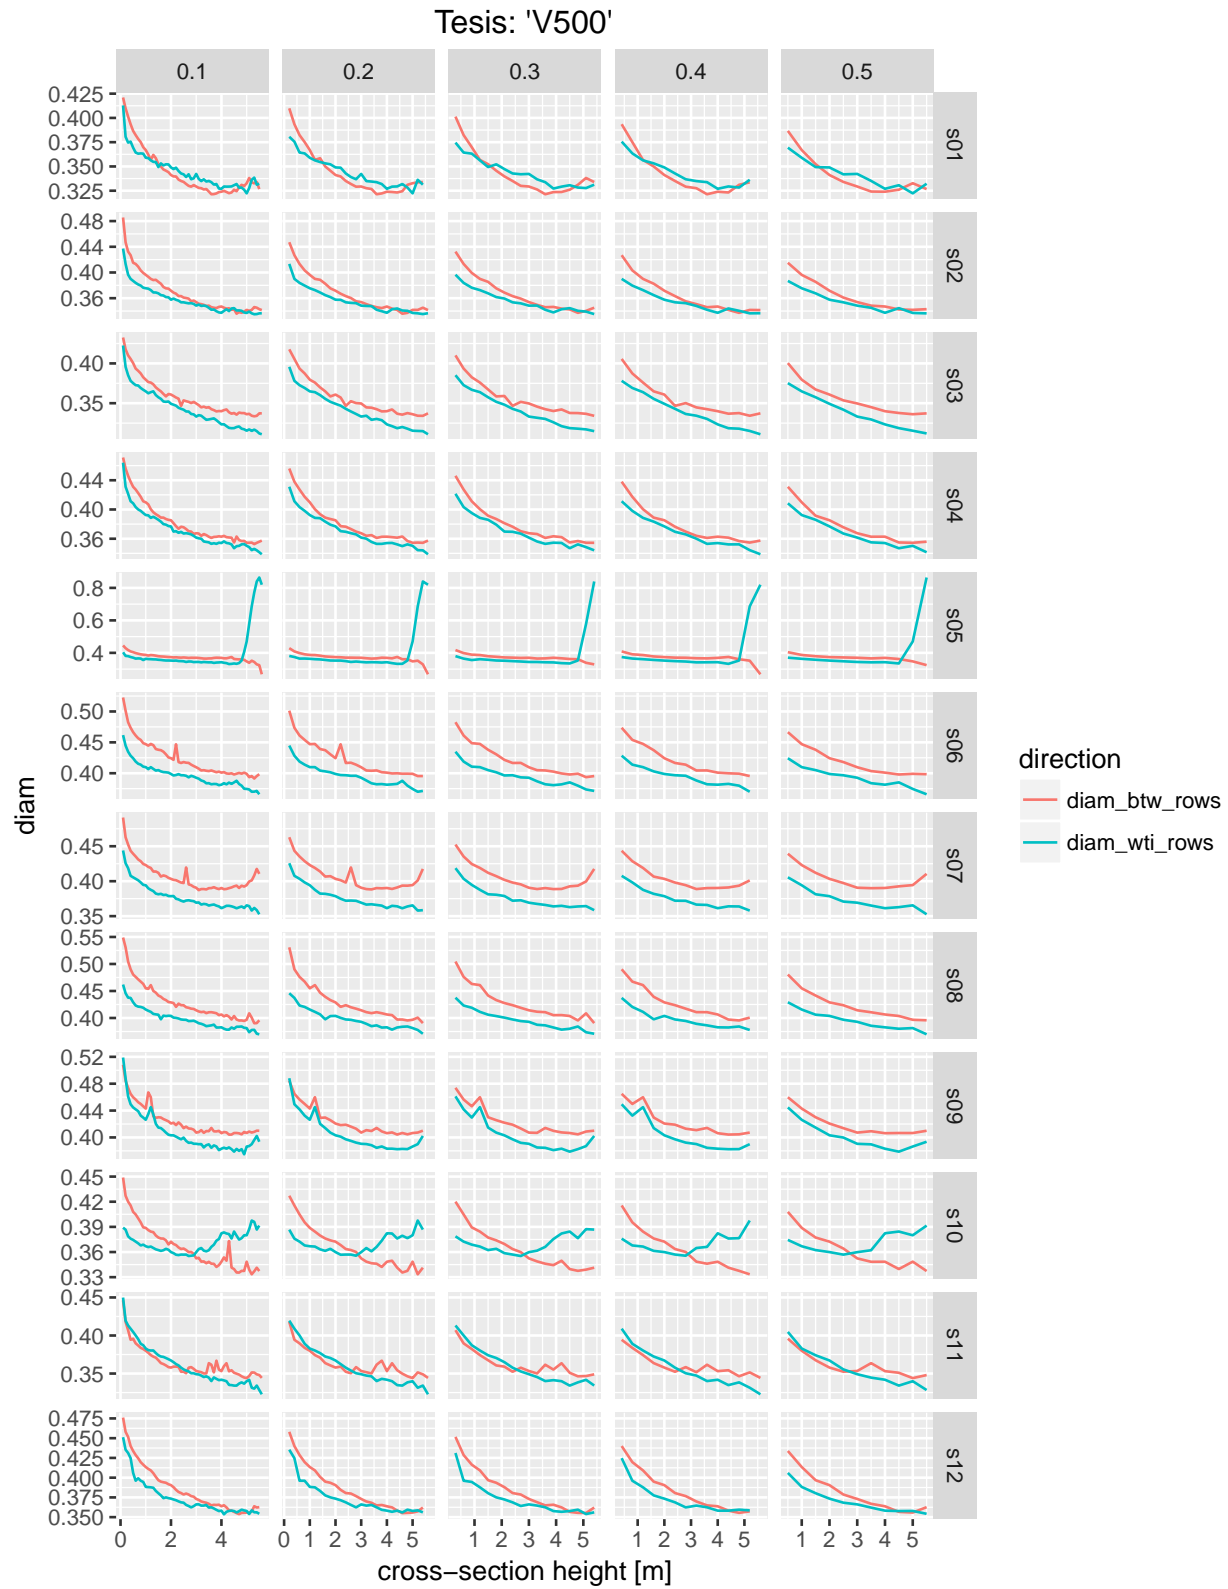 Tesis: 'V500'
0.1 0.2 0.3 0.4 0.5
0.425
0.400
0.375
0.350
0.325
s01
0.48
0.44
0.40
0.36
s02
0.40
0.35
s03
0.44
0.40
0.36
s04
0.8
0.6
0.4
s05
0.50
0.45
0.40
s06
0.45
0.40
0.35
s07
0.55
0.50
0.45
0.40
s08
0.52
0.48
0.44
0.40
s09
0.45
0.42
0.39
0.36
0.33
s10
0.45
0.40
0.35
s11
0.475
0.450
0.425
0.400
0.375
0.350
s12
0 2 4 0 1 2 3 4 5 1 2 3 4 5 1 2 3 4 5 1 2 3 4 5
cross−section height [m]
diam
direction
diam_btw_rows
diam_wti_rows